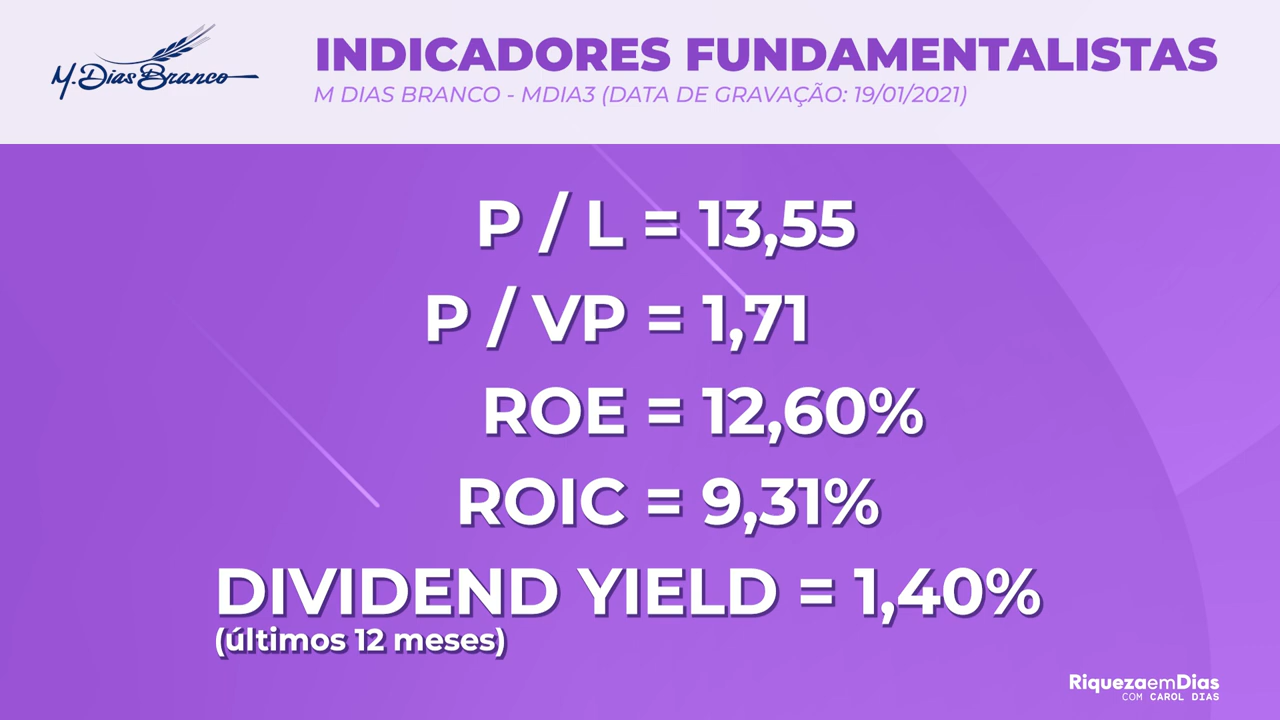 M. Dias Branco
INDICADORES FUNDAMENTALISTAS
M DIAS BRANCO - MDIA3 (DATA DE GRAVAÇÃO: 19/01/2021)
P / L = 13,55
P / VP = 1,71
ROE = 12,60%
ROIC = 9,31%
DIVIDEND YIELD = 1,40%
(últimos 12 meses)
RiquezaemDias
COM CAROL DIAS